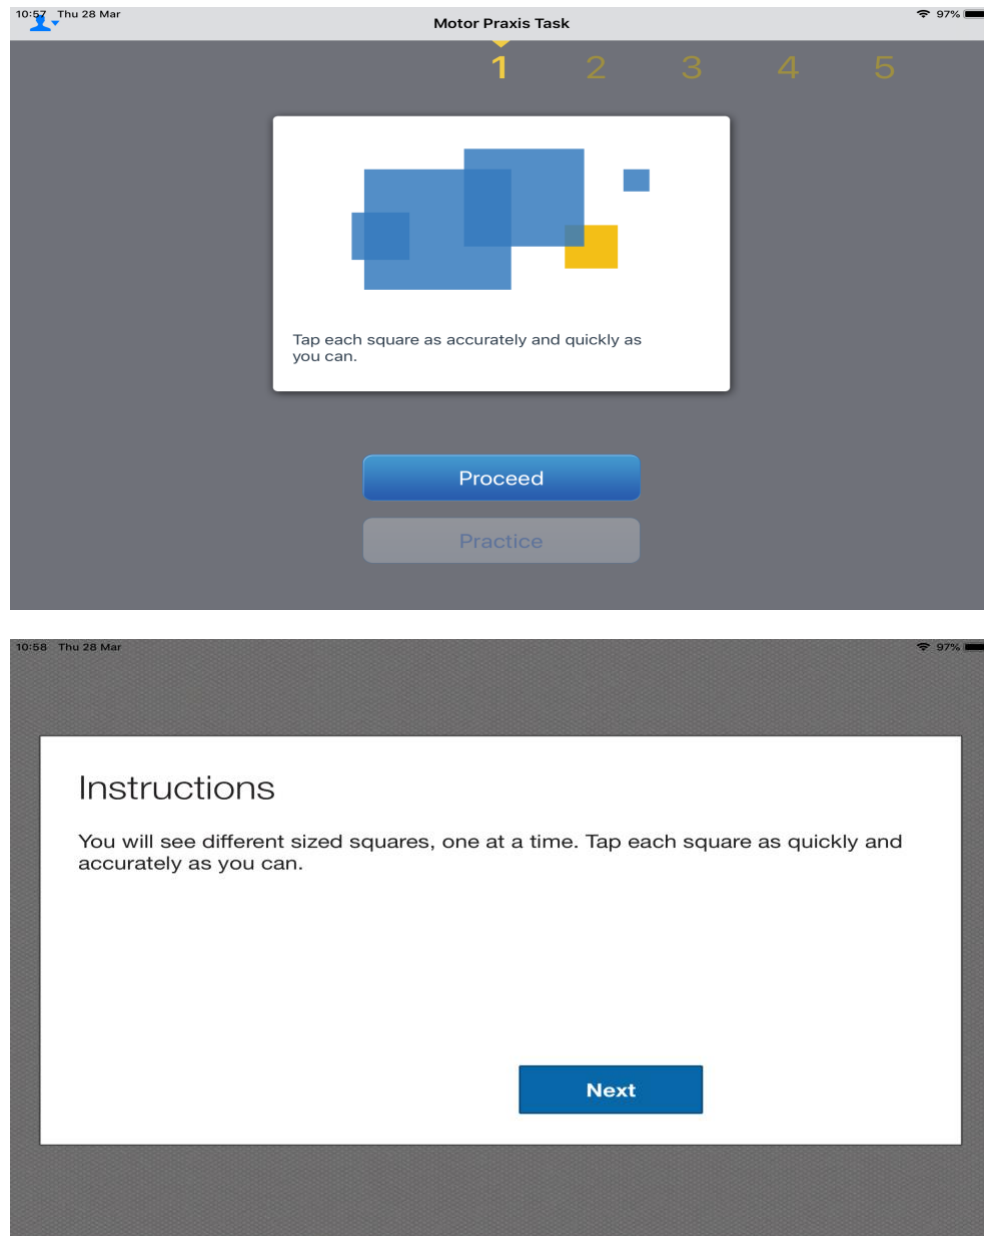 10:57 Thu 28 Mar
97%
Motor Praxis Task
1 2 3 4 5
Tap each square as accurately and quickly as
you can.
Proceed
Practice
10:58 Thu 28 Mar
97%
Instructions
You will see different sized squares, one at a time. Tap each square as quickly and
accurately as you can.
Next